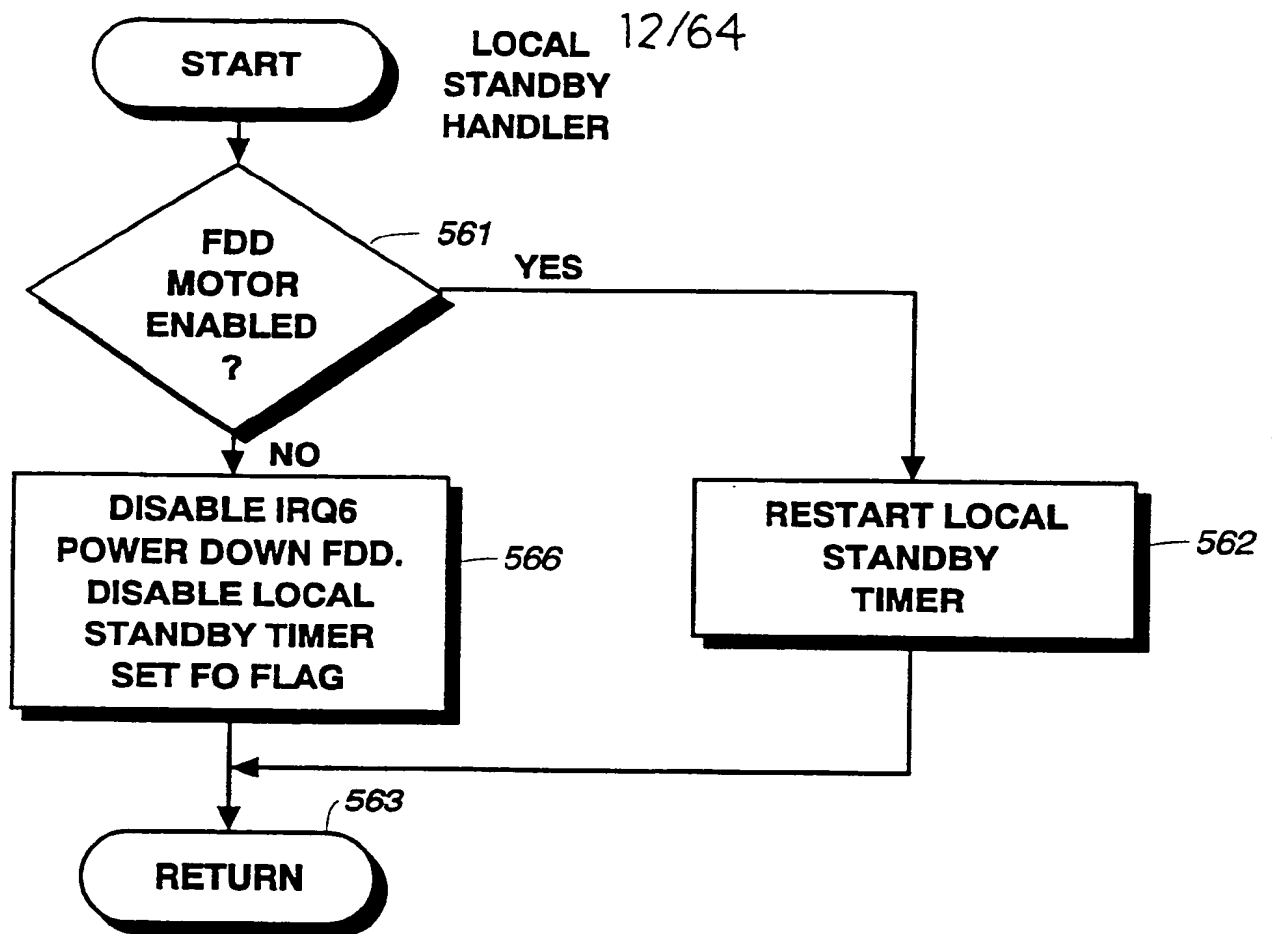 12/64
START
LOCAL
STANDBY
HANDLER
FDD
MOTOR
ENABLED
?
561
YES
NO
DISABLE IRQ6
POWER DOWN FDD.
DISABLE LOCAL
STANDBY TIMER
SET FO FLAG
566
RESTART LOCAL
STANDBY
TIMER
562
563
RETURN